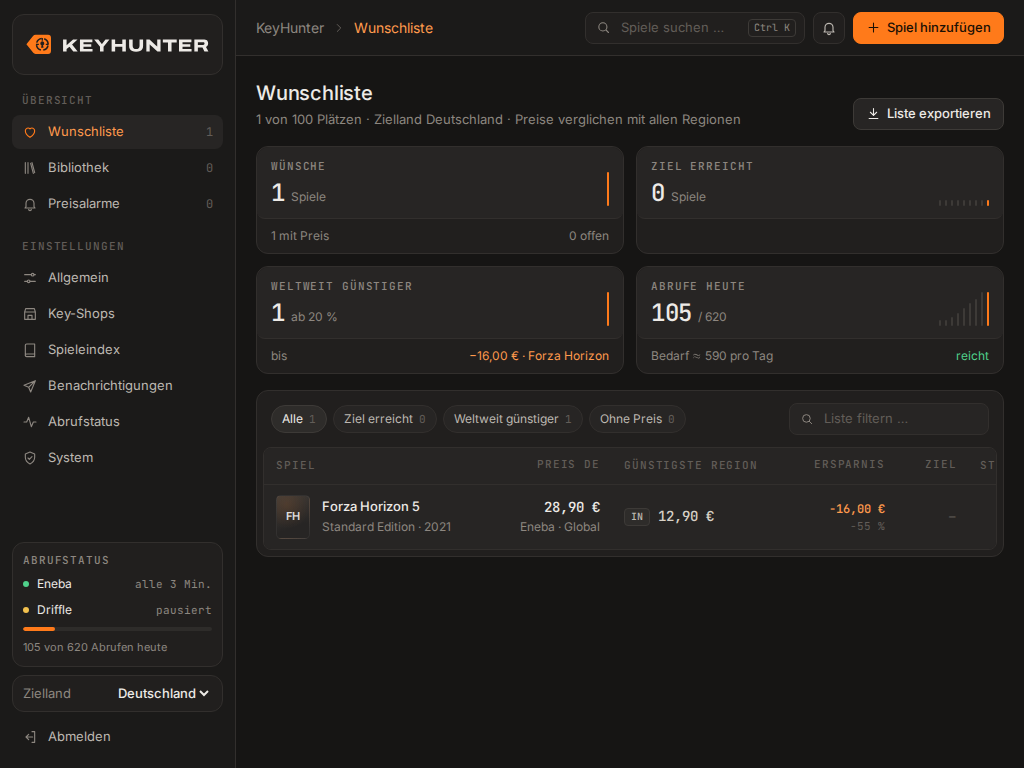 KEYHUNTER
ÜBERSICHT
Wunschliste 1
Bibliothek 0
Preisalarme 0
EINSTELLUNGEN
Allgemein
Key-Shops
Spieleindex
Benachrichtigungen
Abrufstatus
System
ABRUFSTATUS
Eneba alle 3 Min.
Driffle pausiert
105 von 620 Abrufen heute
Zielland Deutschland
Abmelden
KeyHunter Wunschliste
Spiele suchen ... Ctrl K
Spiel hinzufügen
Wunschliste
1 von 100 Plätzen · Zielland Deutschland · Preise verglichen mit allen Regionen
Liste exportieren
WÜNSCHE
1 Spiele
1 mit Preis 0 offen
ZIEL ERREICHT
0 Spiele
WELTWEIT GÜNSTIGER
1 ab 20 %
bis −16,00 € · Forza Horizon
ABRUFE HEUTE
105 / 620
Bedarf ≈ 590 pro Tag reicht
Alle 1 Ziel erreicht 0 Weltweit günstiger 1 Ohne Preis 0
Liste filtern ...
SPIEL PREIS DE GÜNSTIGSTE REGION ERSPARNIS ZIEL ST
FH Forza Horizon 5 28,90 € IN 12,90 € -16,00 € —
Standard Edition · 2021 Eneba · Global -55 %